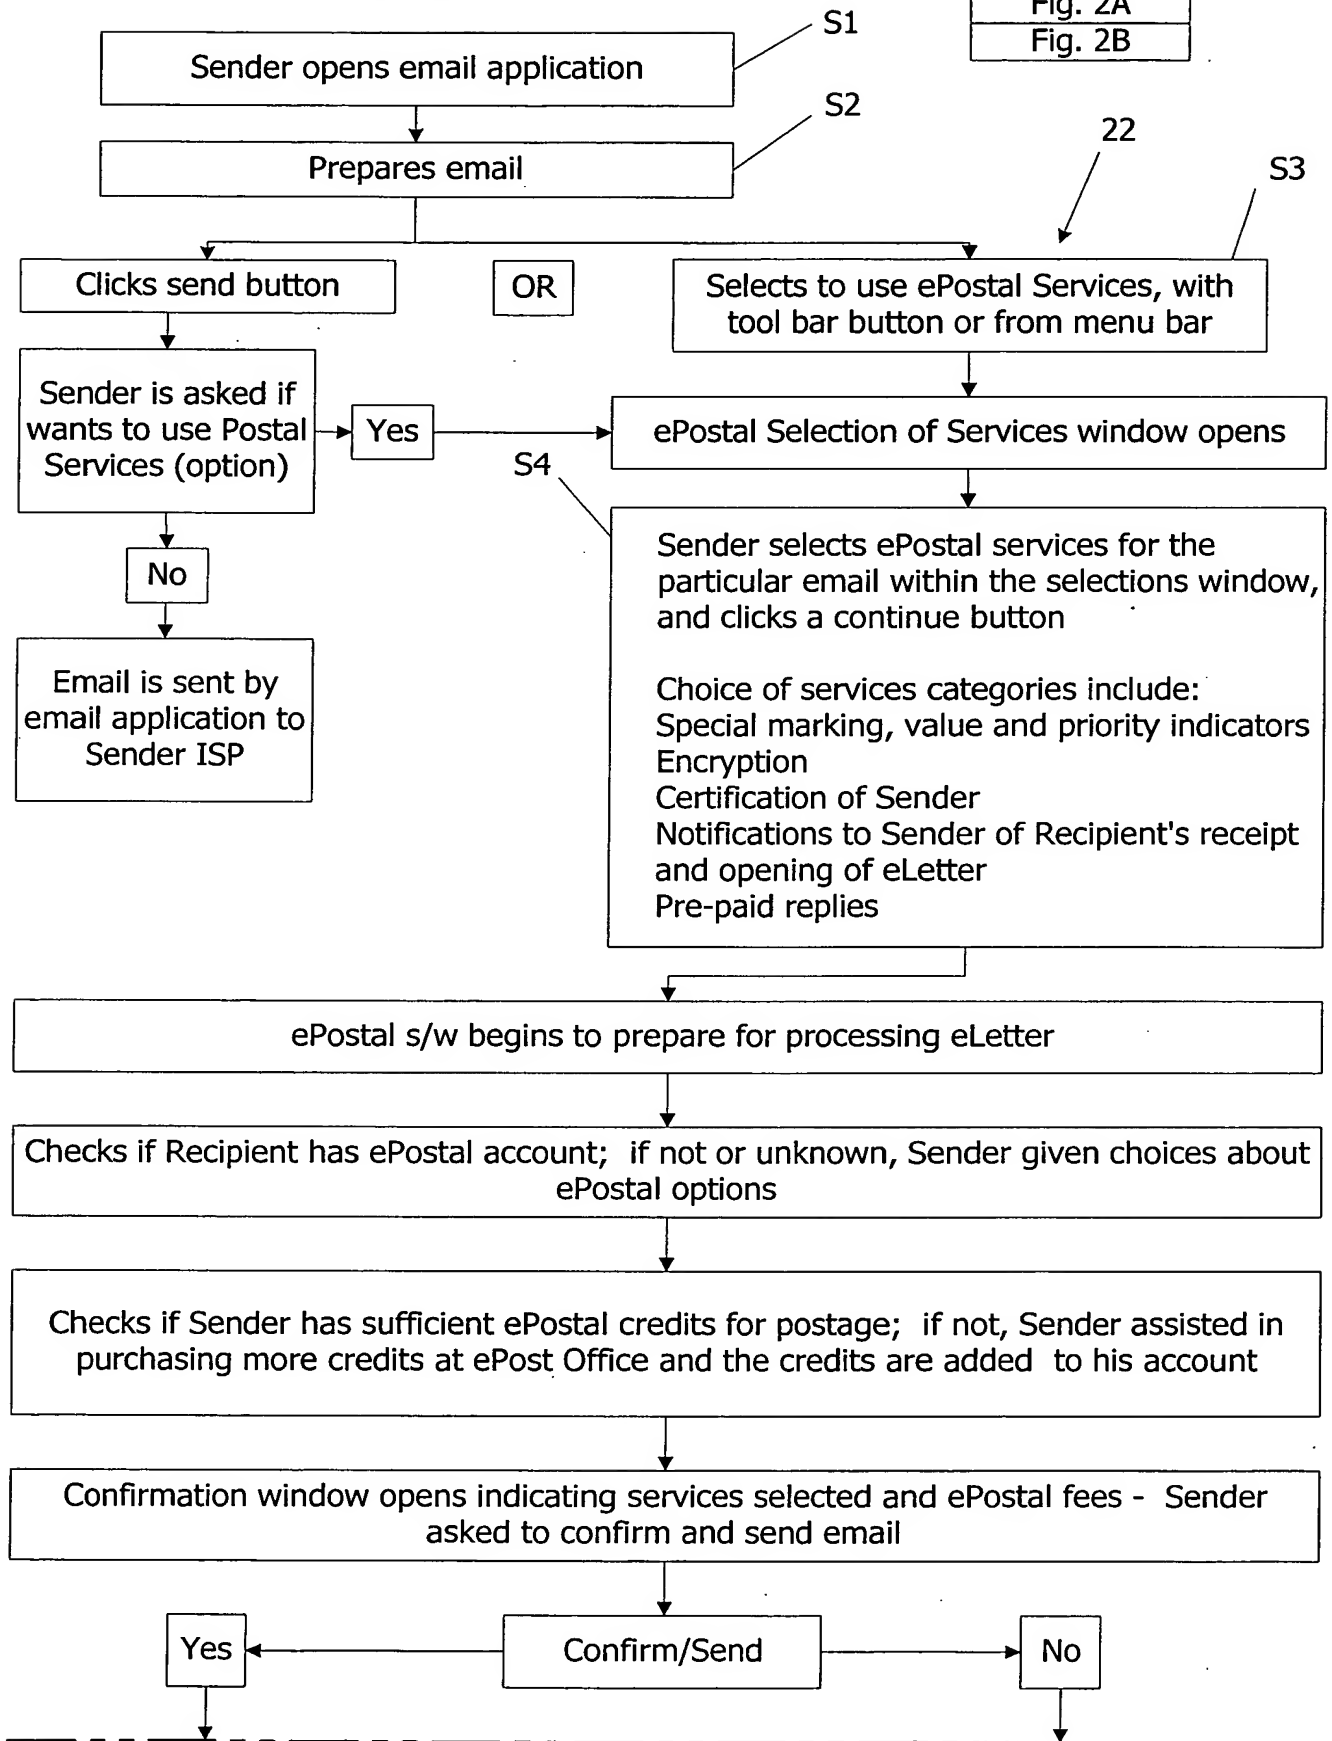 Fig. 2A
Fig. 2B
S1
Sender opens email application
S2
Prepares email
22
S3
Clicks send button
OR
Selects to use ePostal Services, with
tool bar button or from menu bar
Sender is asked if
wants to use Postal
Services (option)
Yes
ePostal Selection of Services window opens
S4
No
Email is sent by
email application to
Sender ISP
Sender selects ePostal services for the
particular email within the selections window,
and clicks a continue button
Choice of services categories include:
Special marking, value and priority indicators
Encryption
Certification of Sender
Notifications to Sender of Recipient's receipt
and opening of eLetter
Pre-paid replies
ePostal s/w begins to prepare for processing eLetter
Checks if Recipient has ePostal account; if not or unknown, Sender given choices about
ePostal options
Checks if Sender has sufficient ePostal credits for postage; if not, Sender assisted in
purchasing more credits at ePost Office and the credits are added to his account
Confirmation window opens indicating services selected and ePostal fees - Sender
asked to confirm and send email
Yes
Confirm/Send
No